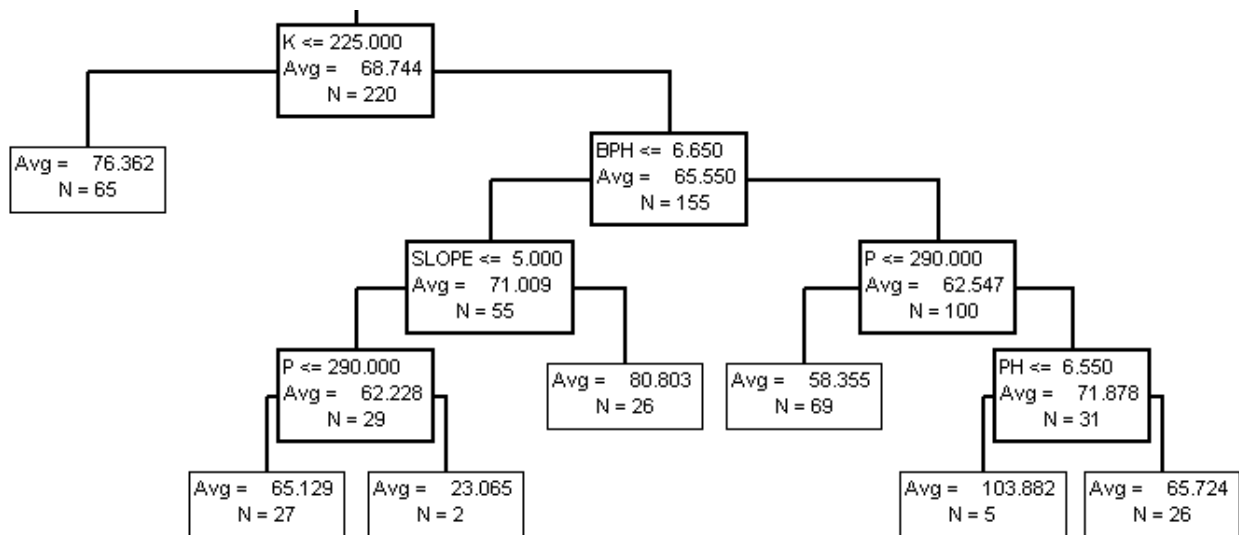 K <= 225.000
Avg = 68.744
N = 220
Avg = 76.362
N = 65
BPH <= 6.650
Avg = 65.550
N = 155
SLOPE <= 5.000
Avg = 71.009
N = 55
P <= 290.000
Avg = 62.547
N = 100
P <= 290.000
Avg = 62.228
N = 29
Avg = 80.803
N = 26
Avg = 58.355
N = 69
PH <= 6.550
Avg = 71.878
N = 31
Avg = 65.129
N = 27
Avg = 23.065
N = 2
Avg = 103.882
N = 5
Avg = 65.724
N = 26